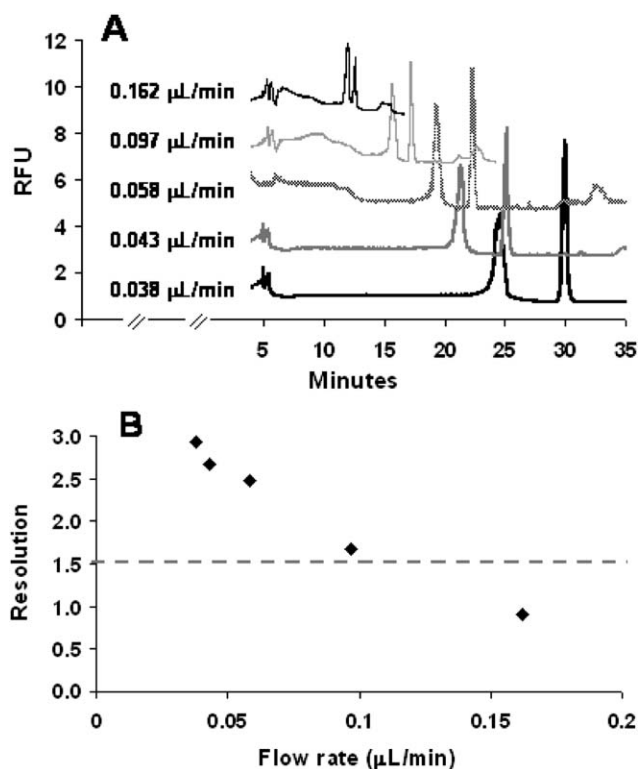 A
12
10
8
6
4
2
0
RFU
0.162 μL/min
0.097 μL/min
0.058 μL/min
0.043 μL/min
0.038 μL/min
5 10 15 20 25 30 35
Minutes
B
3.0
2.5
2.0
1.5
1.0
0.5
0.0
Resolution
0 0.05 0.1 0.15 0.2
Flow rate (μL/min)